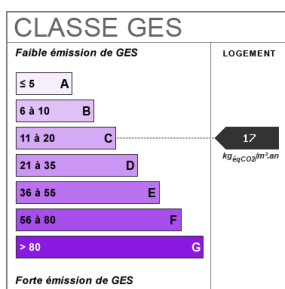 CLASSE GES
Faible émission de GES LOGEMENT
≤ 5 A
6 à 10 B
11 à 20 C 17
kgéqCO2/m².an
21 à 35 D
36 à 55 E
56 à 80 F
> 80 G
Forte émission de GES